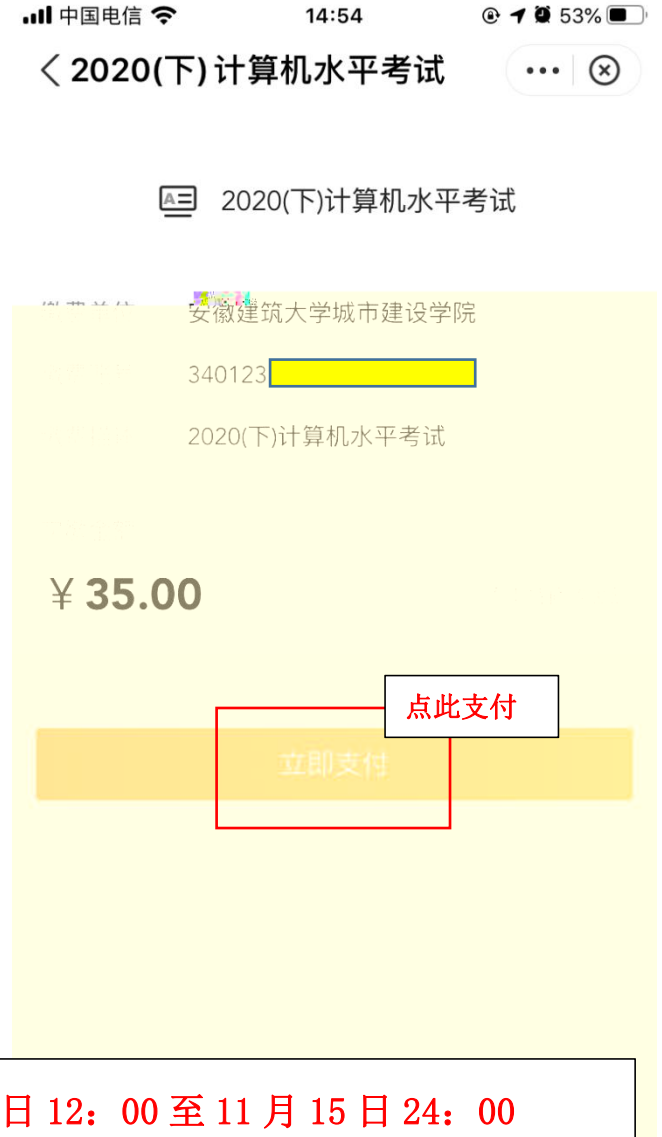 中国电信 14:54 53%
2020(下)计算机水平考试
2020(下)计算机水平考试
安徽建筑大学城市建设学院
340123
2020(下)计算机水平考试
¥ 35.00
点此支付
立即支付
日 12：00 至 11 月 15 日 24：00